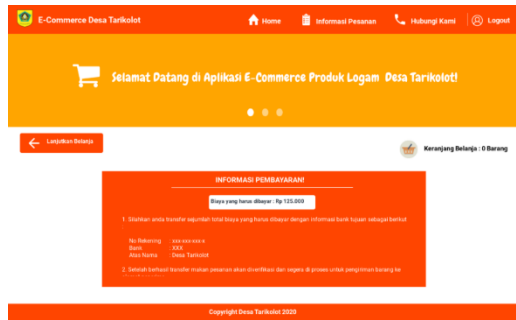 E-Commerce Desa Tarikolot
Home
Informasi Pesanan
Hubungi Kami
Logout
Selamat Datang di Aplikasi E-Commerce Produk Logam Desa Tarikolot!
Lanjutkan Belanja
Keranjang Belanja : 0 Barang
INFORMASI PEMBAYARAN!
Biaya yang harus dibayar : Rp 125.000
1. Silahkan anda transfer sejumlah total biaya yang harus dibayar dengan informasi bank tujuan sebagai berikut
No Rekening : xxx-xxx-xxx-x
Bank : XXX
Atas Nama : Desa Tarikolot
2. Setelah berhasil transfer makan pesanan akan diverifikasi dan segera di proses untuk pengiriman barang ke
Copyright Desa Tarikolot 2020